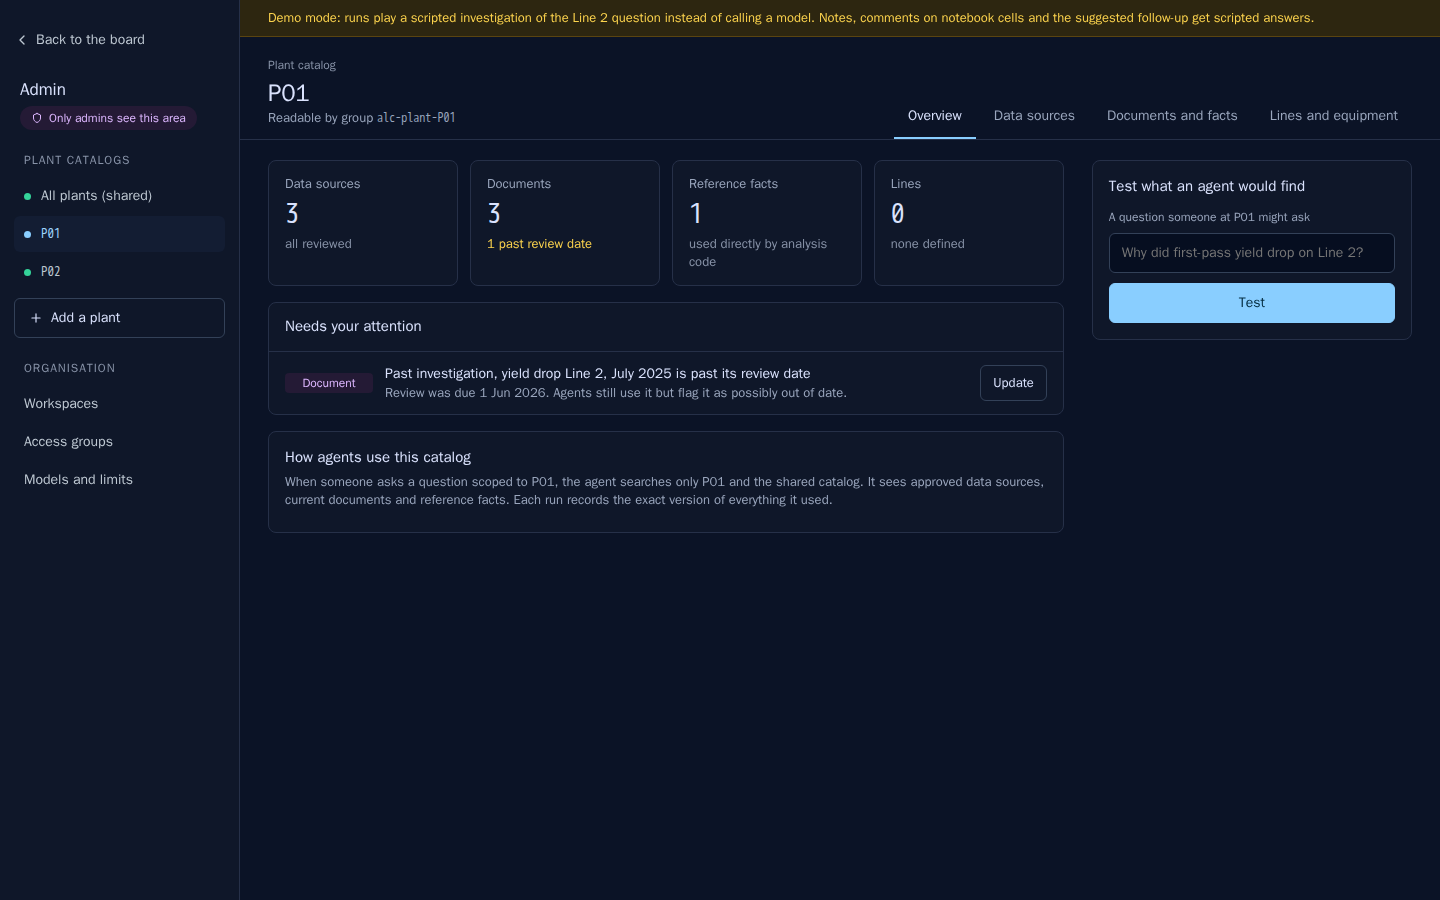 Demo mode: runs play a scripted investigation of the Line 2 question instead of calling a model. Notes, comments on notebook cells and the suggested follow-up get scripted answers.
Back to the board
Admin
Only admins see this area
PLANT CATALOGS
All plants (shared)
P01
P02
Add a plant
ORGANISATION
Workspaces
Access groups
Models and limits
Plant catalog
P01
Readable by group alc-plant-P01
Overview
Data sources
Documents and facts
Lines and equipment
Data sources
3
all reviewed
Documents
3
1 past review date
Reference facts
1
used directly by analysis
code
Lines
0
none defined
Needs your attention
Document
Past investigation, yield drop Line 2, July 2025 is past its review date
Review was due 1 Jun 2026. Agents still use it but flag it as possibly out of date.
Update
How agents use this catalog
When someone asks a question scoped to P01, the agent searches only P01 and the shared catalog. It sees approved data sources,
current documents and reference facts. Each run records the exact version of everything it used.
Test what an agent would find
A question someone at P01 might ask
Why did first-pass yield drop on Line 2?
Test